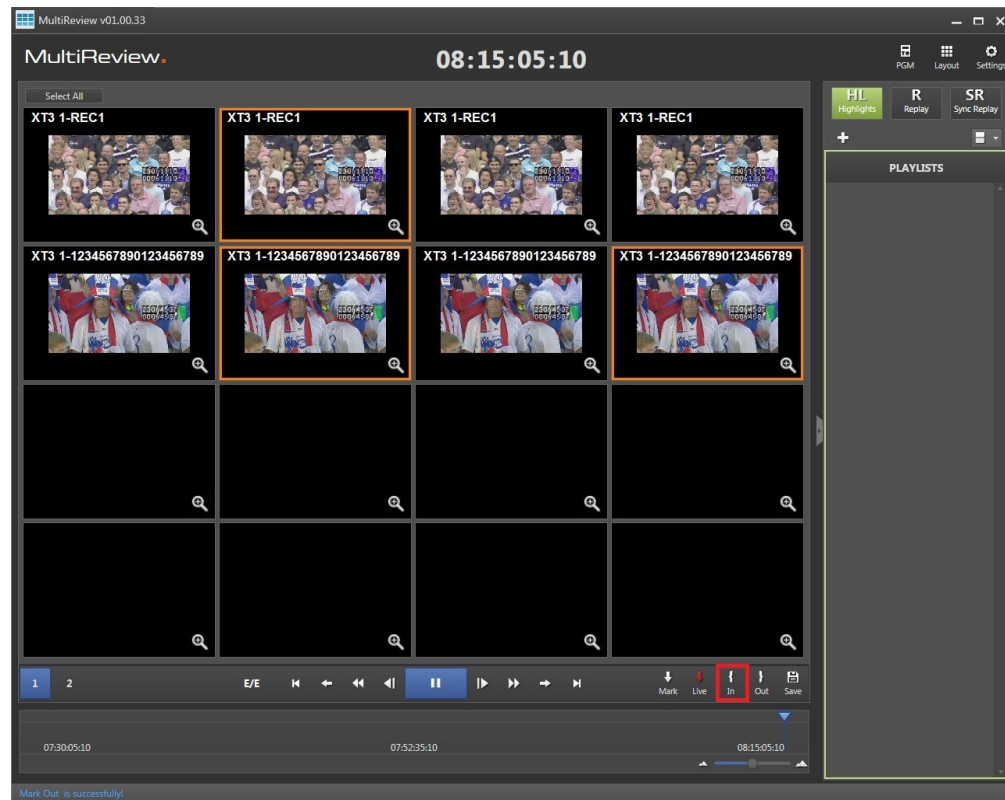 MultiReview v01.00.33
MultiReview.
08:15:05:10
PGM Layout Settings
Select All
HL R SR
Highlights Replay Sync Replay
XT3 1-REC1 XT3 1-REC1 XT3 1-REC1 XT3 1-REC1
PLAYLISTS
XT3 1-1234567890123456789 XT3 1-1234567890123456789 XT3 1-1234567890123456789 XT3 1-1234567890123456789
1 2 E/E Mark Live In Out Save
07:30:05:10 07:52:35:10 08:15:05:10
Mark Out is successfully!